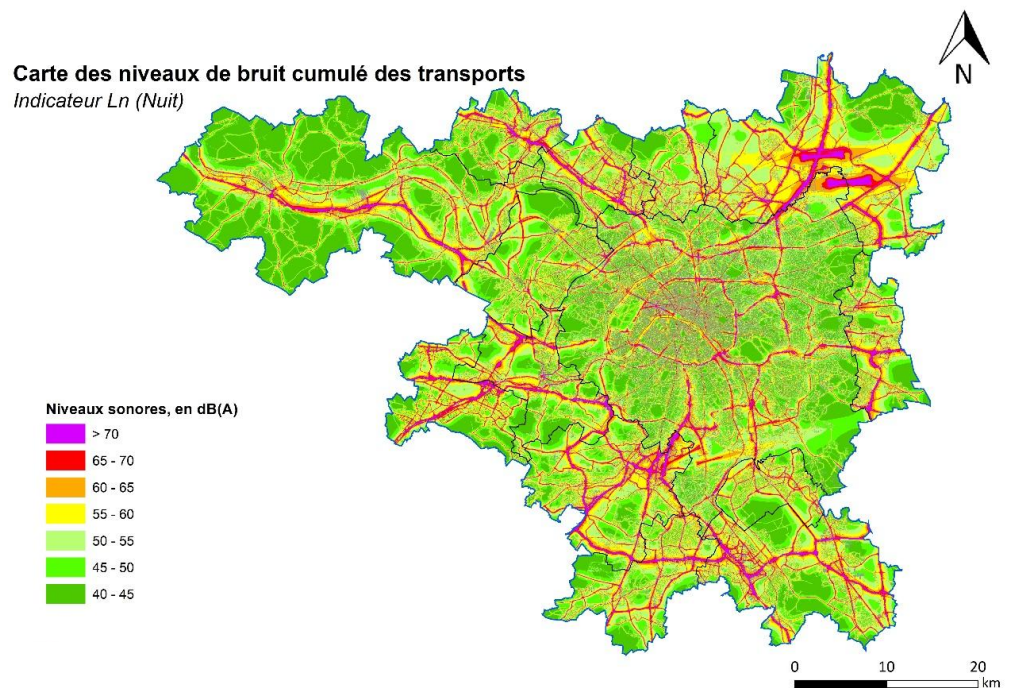 Carte des niveaux de bruit cumulé des transports
Indicateur Ln (Nuit)
N
Niveaux sonores, en dB(A)
> 70
65 - 70
60 - 65
55 - 60
50 - 55
45 - 50
40 - 45
0 10 20
km